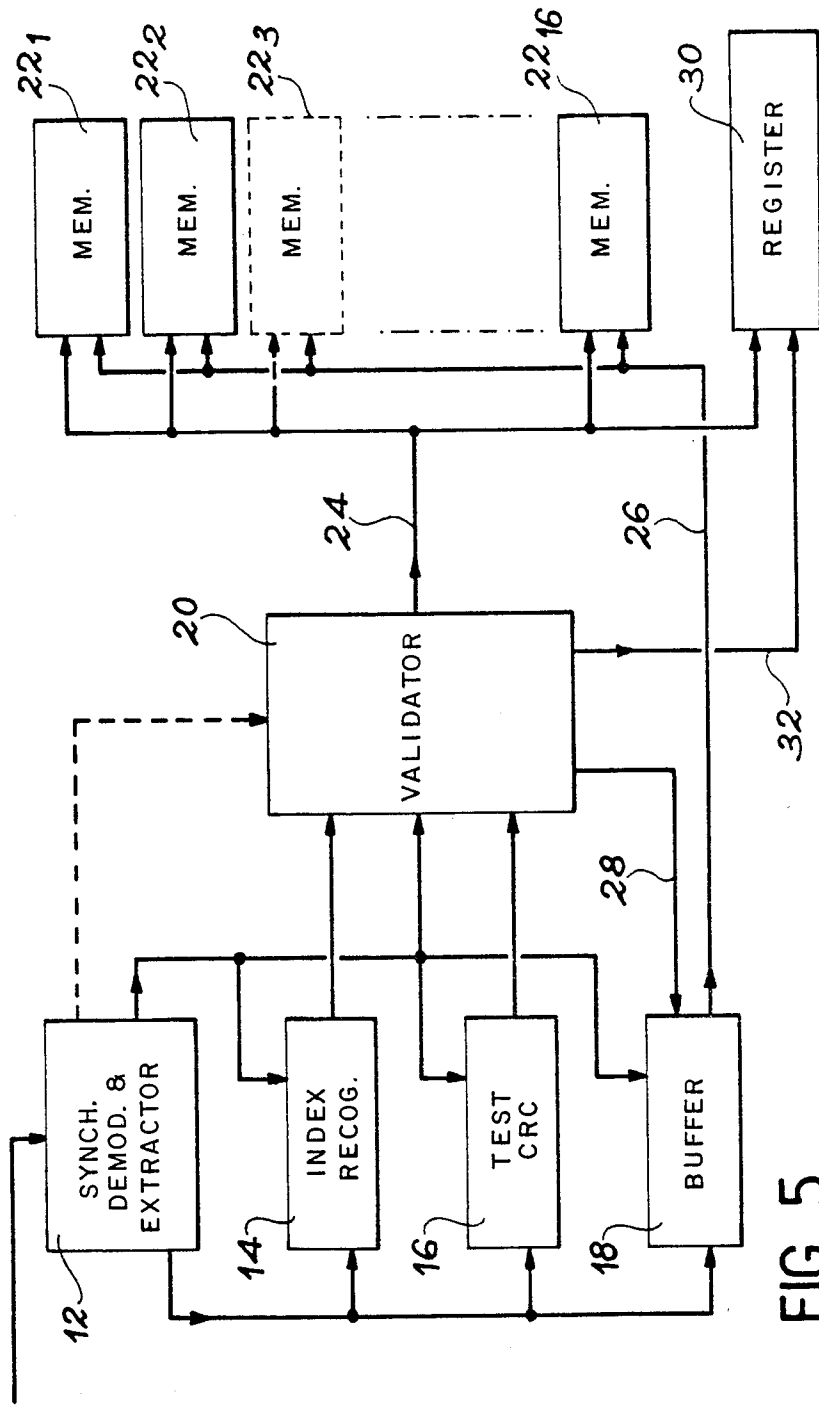 12
SYNCH.
DEMOD. &
EXTRACTOR
14
INDEX
RECOG.
16
TEST
CRC
18
BUFFER
20
VALIDATOR
24
28
32
26
22₁
MEM.
22₂
MEM.
22₃
MEM.
22₁₆
MEM.
30
REGISTER
FIG. 5